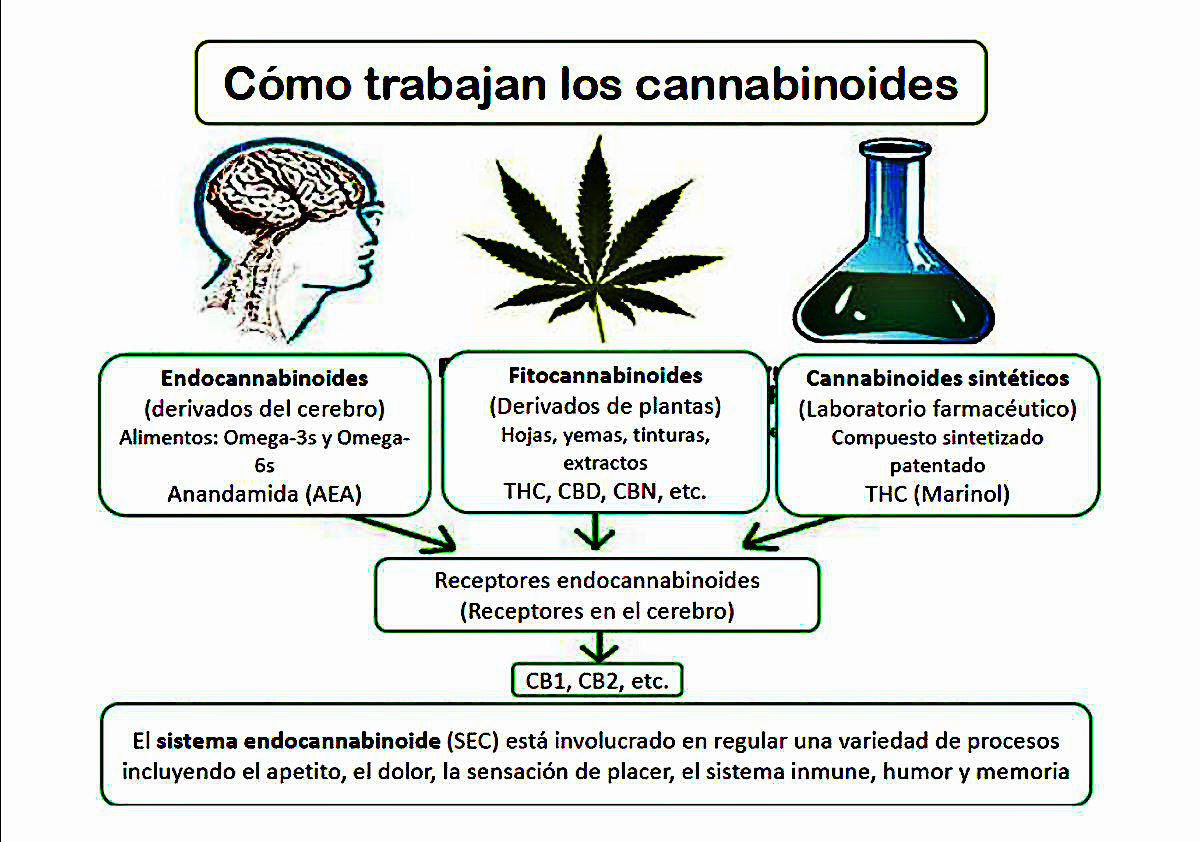 Cómo trabajan los cannabinoides
Endocannabinoides
(derivados del cerebro)
Alimentos: Omega-3s y Omega-
6s
Anandamida (AEA)
Fitocannabinoides
(Derivados de plantas)
Hojas, yemas, tinturas,
extractos
THC, CBD, CBN, etc.
Cannabinoides sintéticos
(Laboratorio farmacéutico)
Compuesto sintetizado
patentado
THC (Marinol)
Receptores endocannabinoides
(Receptores en el cerebro)
CB1, CB2, etc.
El sistema endocannabinoide (SEC) está involucrado en regular una variedad de procesos
incluyendo el apetito, el dolor, la sensación de placer, el sistema inmune, humor y memoria